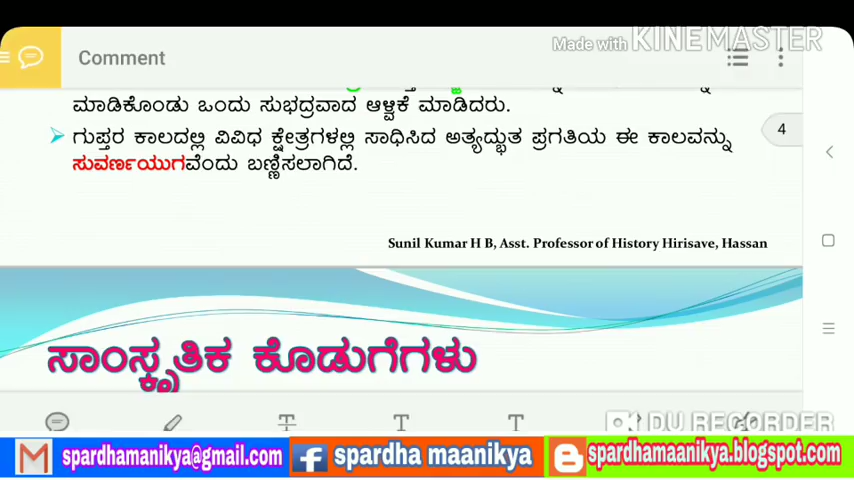 Made with KINEMASTER
Comment
ಮಾಡಿಕೊಂಡು ಒಂದು ಸುಭದ್ರವಾದ ಆಳ್ವಿಕೆ ಮಾಡಿದರು.
4
ಗುಪ್ತರ ಕಾಲದಲ್ಲಿ ವಿವಿಧ ಕ್ಷೇತ್ರಗಳಲ್ಲಿ ಸಾಧಿಸಿದ ಅತ್ಯದ್ಭುತ ಪ್ರಗತಿಯ ಈ ಕಾಲವನ್ನು
ಸುವರ್ಣಯುಗವೆಂದು ಬಣ್ಣಿಸಲಾಗಿದೆ.
Sunil Kumar H B, Asst. Professor of History Hirisave, Hassan
ಸಾಂಸ್ಕೃತಿಕ ಕೊಡುಗೆಗಳು
DU RECORDER
spardhamanikya@gmail.com
spardha maanikya
spardhamaanikya.blogspot.com